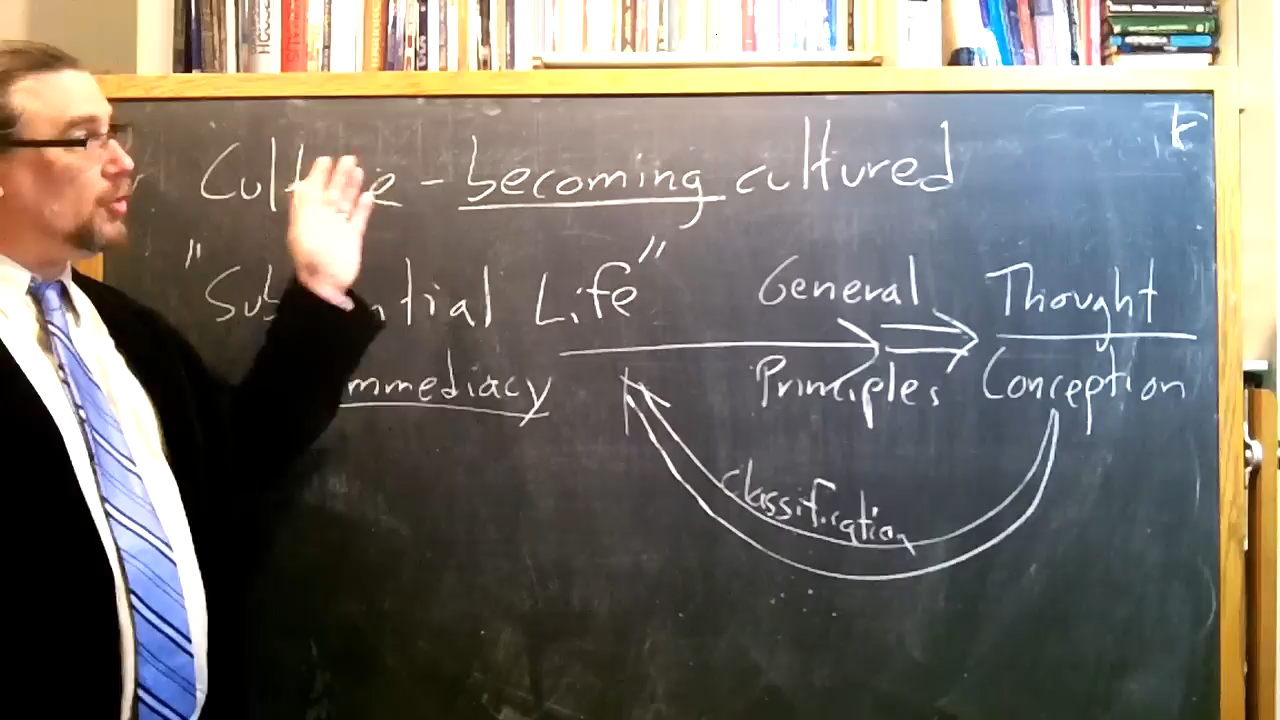 Culture - becoming cultured
"Substantial Life"
General
Thought
immediacy
Principles
Conception
classification